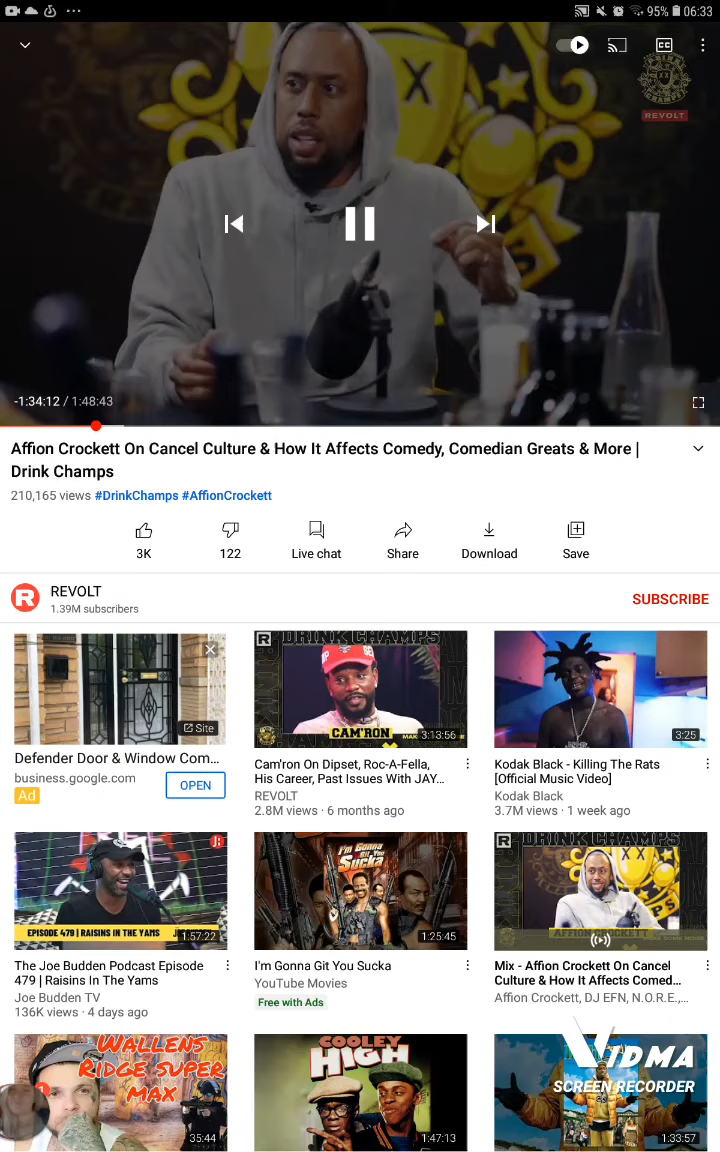 95% 06:33
CC
DRINK CHAMPS
REVOLT
-1:34:12 / 1:48:43
Affion Crockett On Cancel Culture & How It Affects Comedy, Comedian Greats & More |
Drink Champs
210,165 views #DrinkChamps #AffionCrockett
3K 122 Live chat Share Download Save
R REVOLT
1.39M subscribers
SUBSCRIBE
Site
Defender Door & Window Com...
business.google.com
Ad
OPEN
R DRINK CHAMPS
CAM'RON
3:13:56
Cam'ron On Dipset, Roc-A-Fella,
His Career, Past Issues With JAY...
REVOLT
2.8M views · 6 months ago
3:25
Kodak Black - Killing The Rats
[Official Music Video]
Kodak Black
3.7M views · 1 week ago
EPISODE 479 | RAISINS IN THE YAMS
1:57:22
The Joe Budden Podcast Episode
479 | Raisins In The Yams
Joe Budden TV
136K views · 4 days ago
I'm Gonna Git You Sucka
1:25:45
I'm Gonna Git You Sucka
YouTube Movies
Free with Ads
R DRINK CHAMPS
AFFION CROCKETT
Mix - Affion Crockett On Cancel
Culture & How It Affects Comed...
Affion Crockett, DJ EFN, N.O.R.E.,...
WALLENS
RIDGE SUPER
MAX
1
35:44
COOLEY
HIGH
1:47:13
VIDMA
SCREEN RECORDER
1:33:57